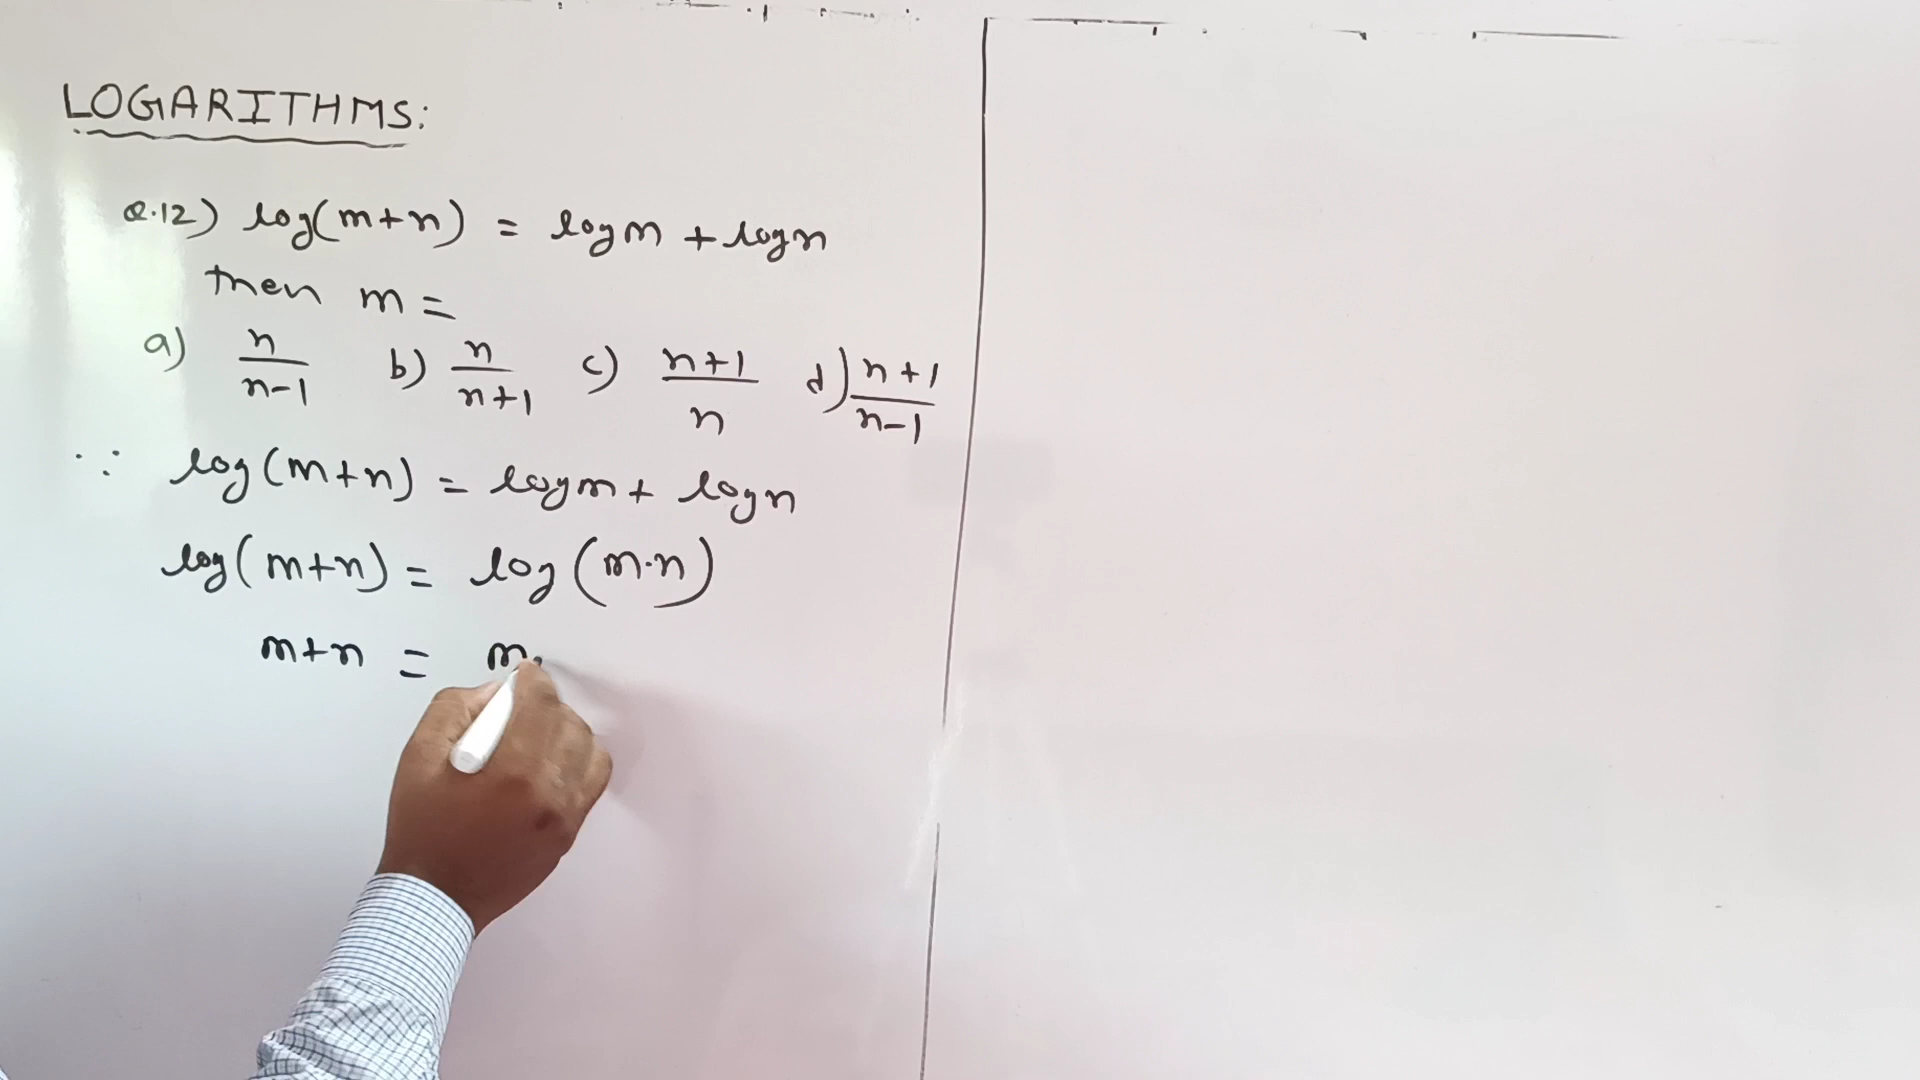 LOGARITHMS:
Q.12) log(m+n) = log m + log n
then m =
a) n/(n-1) b) n/(n+1) c) (n+1)/n d) (n+1)/(n-1)
∵ log(m+n) = log m + log n
log(m+n) = log(m·n)
m+n = m·